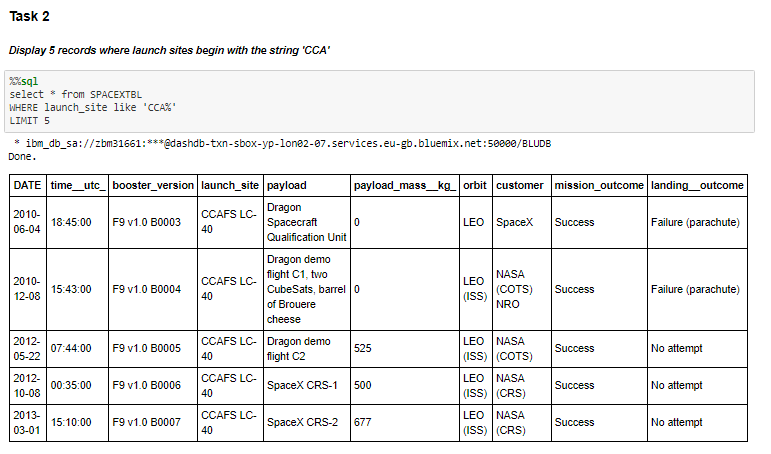 Task 2
Display 5 records where launch sites begin with the string 'CCA'
%%sql
select * from SPACEXTBL
WHERE launch_site like 'CCA%'
LIMIT 5
* ibm_db_sa://zbm31661:***@dashdb-txn-sbox-yp-lon02-07.services.eu-gb.bluemix.net:50000/BLUDB
Done.
DATE time__utc_ booster_version launch_site payload payload_mass__kg_ orbit customer mission_outcome landing__outcome
2010-
06-04
18:45:00
F9 v1.0 B0003
CCAFS LC-
40
Dragon
Spacecraft
Qualification Unit
0
LEO
SpaceX
Success
Failure (parachute)
2010-
12-08
15:43:00
F9 v1.0 B0004
CCAFS LC-
40
Dragon demo
flight C1, two
CubeSats, barrel
of Brouere
cheese
0
LEO
(ISS)
NASA
(COTS)
NRO
Success
Failure (parachute)
2012-
05-22
07:44:00
F9 v1.0 B0005
CCAFS LC-
40
Dragon demo
flight C2
525
LEO
(ISS)
NASA
(COTS)
Success
No attempt
2012-
10-08
00:35:00
F9 v1.0 B0006
CCAFS LC-
40
SpaceX CRS-1
500
LEO
(ISS)
NASA
(CRS)
Success
No attempt
2013-
03-01
15:10:00
F9 v1.0 B0007
CCAFS LC-
40
SpaceX CRS-2
677
LEO
(ISS)
NASA
(CRS)
Success
No attempt